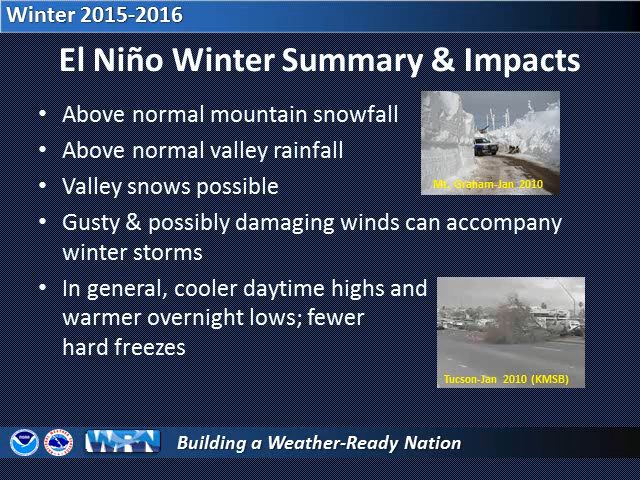 Winter 2015-2016
El Niño Winter Summary & Impacts
• Above normal mountain snowfall
• Above normal valley rainfall
• Valley snows possible
• Gusty & possibly damaging winds can accompany
winter storms
• In general, cooler daytime highs and
warmer overnight lows; fewer
hard freezes
Mt. Graham-Jan 2010
Tucson-Jan 2010 (KMSB)
WRN
Building a Weather-Ready Nation